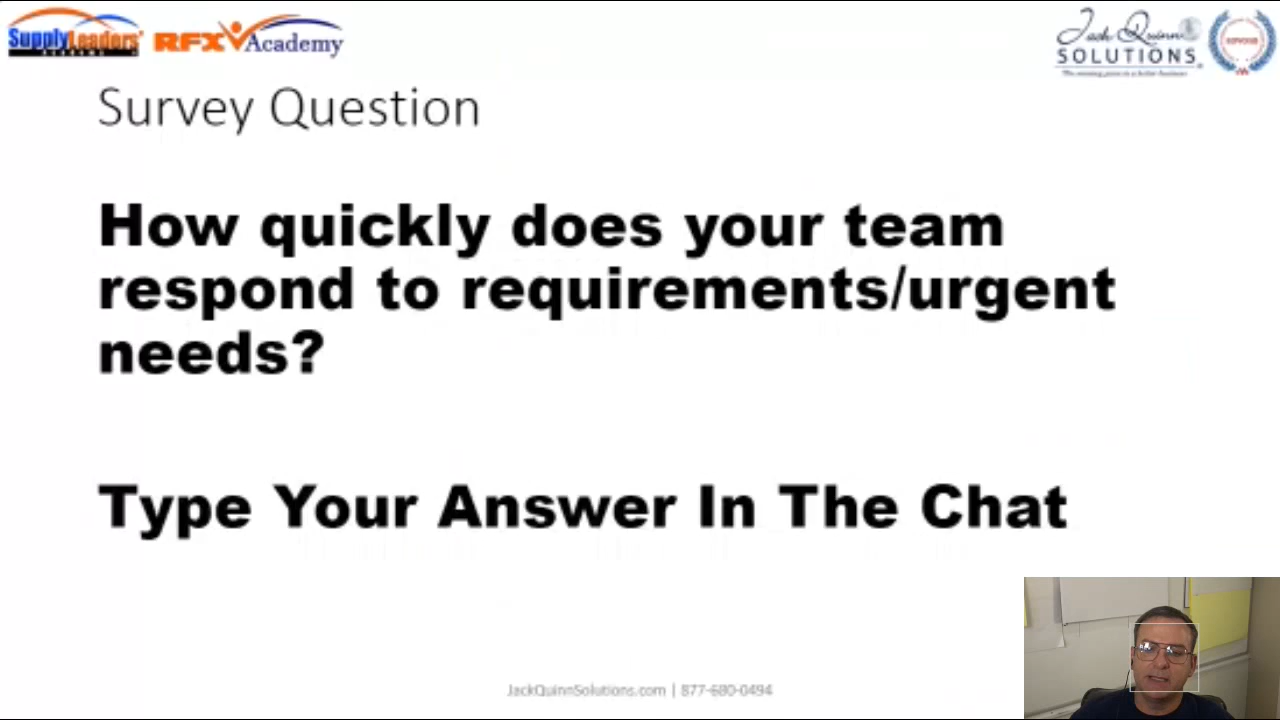 SupplyLeaders'
ACADEMY
RFX Academy
Jack Quinn
SOLUTIONS
Survey Question
How quickly does your team
respond to requirements/urgent
needs?
Type Your Answer In The Chat
JackQuinnSolutions.com | 877-680-0494